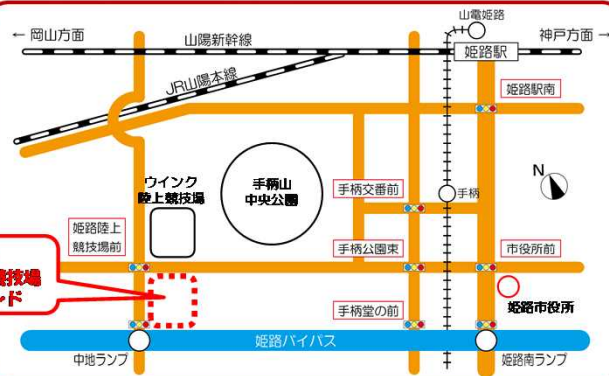 山電姫路
← 岡山方面
山陽新幹線
姫路駅
神戸方面 →
JR山陽本線
姫路駅南
ウインク
陸上競技場
手柄山
中央公園
手柄交番前
手柄
N
姫路陸上
競技場前
手柄公園東
市役所前
競技場
ンド
姫路市役所
手柄堂の前
姫路バイパス
中地ランプ
姫路南ランプ